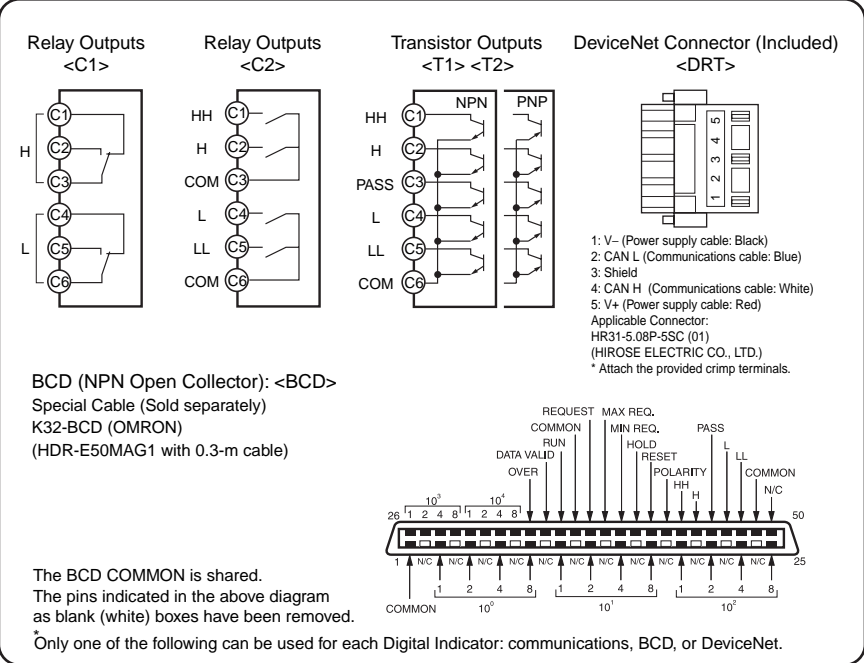 Relay Outputs
<C1>
Relay Outputs
<C2>
Transistor Outputs
<T1> <T2>
DeviceNet Connector (Included)
<DRT>
H
L
C1
C2
C3
C4
C5
C6
HH
H
COM
L
LL
COM
C1
C2
C3
C4
C5
C6
HH
H
PASS
L
LL
COM
C1
C2
C3
C4
C5
C6
NPN
PNP
1 2 3 4 5
1: V– (Power supply cable: Black)
2: CAN L (Communications cable: Blue)
3: Shield
4: CAN H (Communications cable: White)
5: V+ (Power supply cable: Red)
Applicable Connector:
HR31-5.08P-5SC (01)
(HIROSE ELECTRIC CO., LTD.)
* Attach the provided crimp terminals.
BCD (NPN Open Collector): <BCD>
Special Cable (Sold separately)
K32-BCD (OMRON)
(HDR-E50MAG1 with 0.3-m cable)
REQUEST MAX REQ.
COMMON MIN REQ. PASS
RUN HOLD L
DATA VALID RESET LL
OVER POLARITY COMMON
HH
H
N/C
10³ 10⁴
26 1 2 4 8 1 2 4 8 50
1 N/C N/C N/C N/C N/C N/C N/C N/C N/C N/C N/C N/C 25
1 2 4 8 1 2 4 8 1 2 4 8
COMMON 10⁰ 10¹ 10²
The BCD COMMON is shared.
The pins indicated in the above diagram
as blank (white) boxes have been removed.
*
Only one of the following can be used for each Digital Indicator: communications, BCD, or DeviceNet.